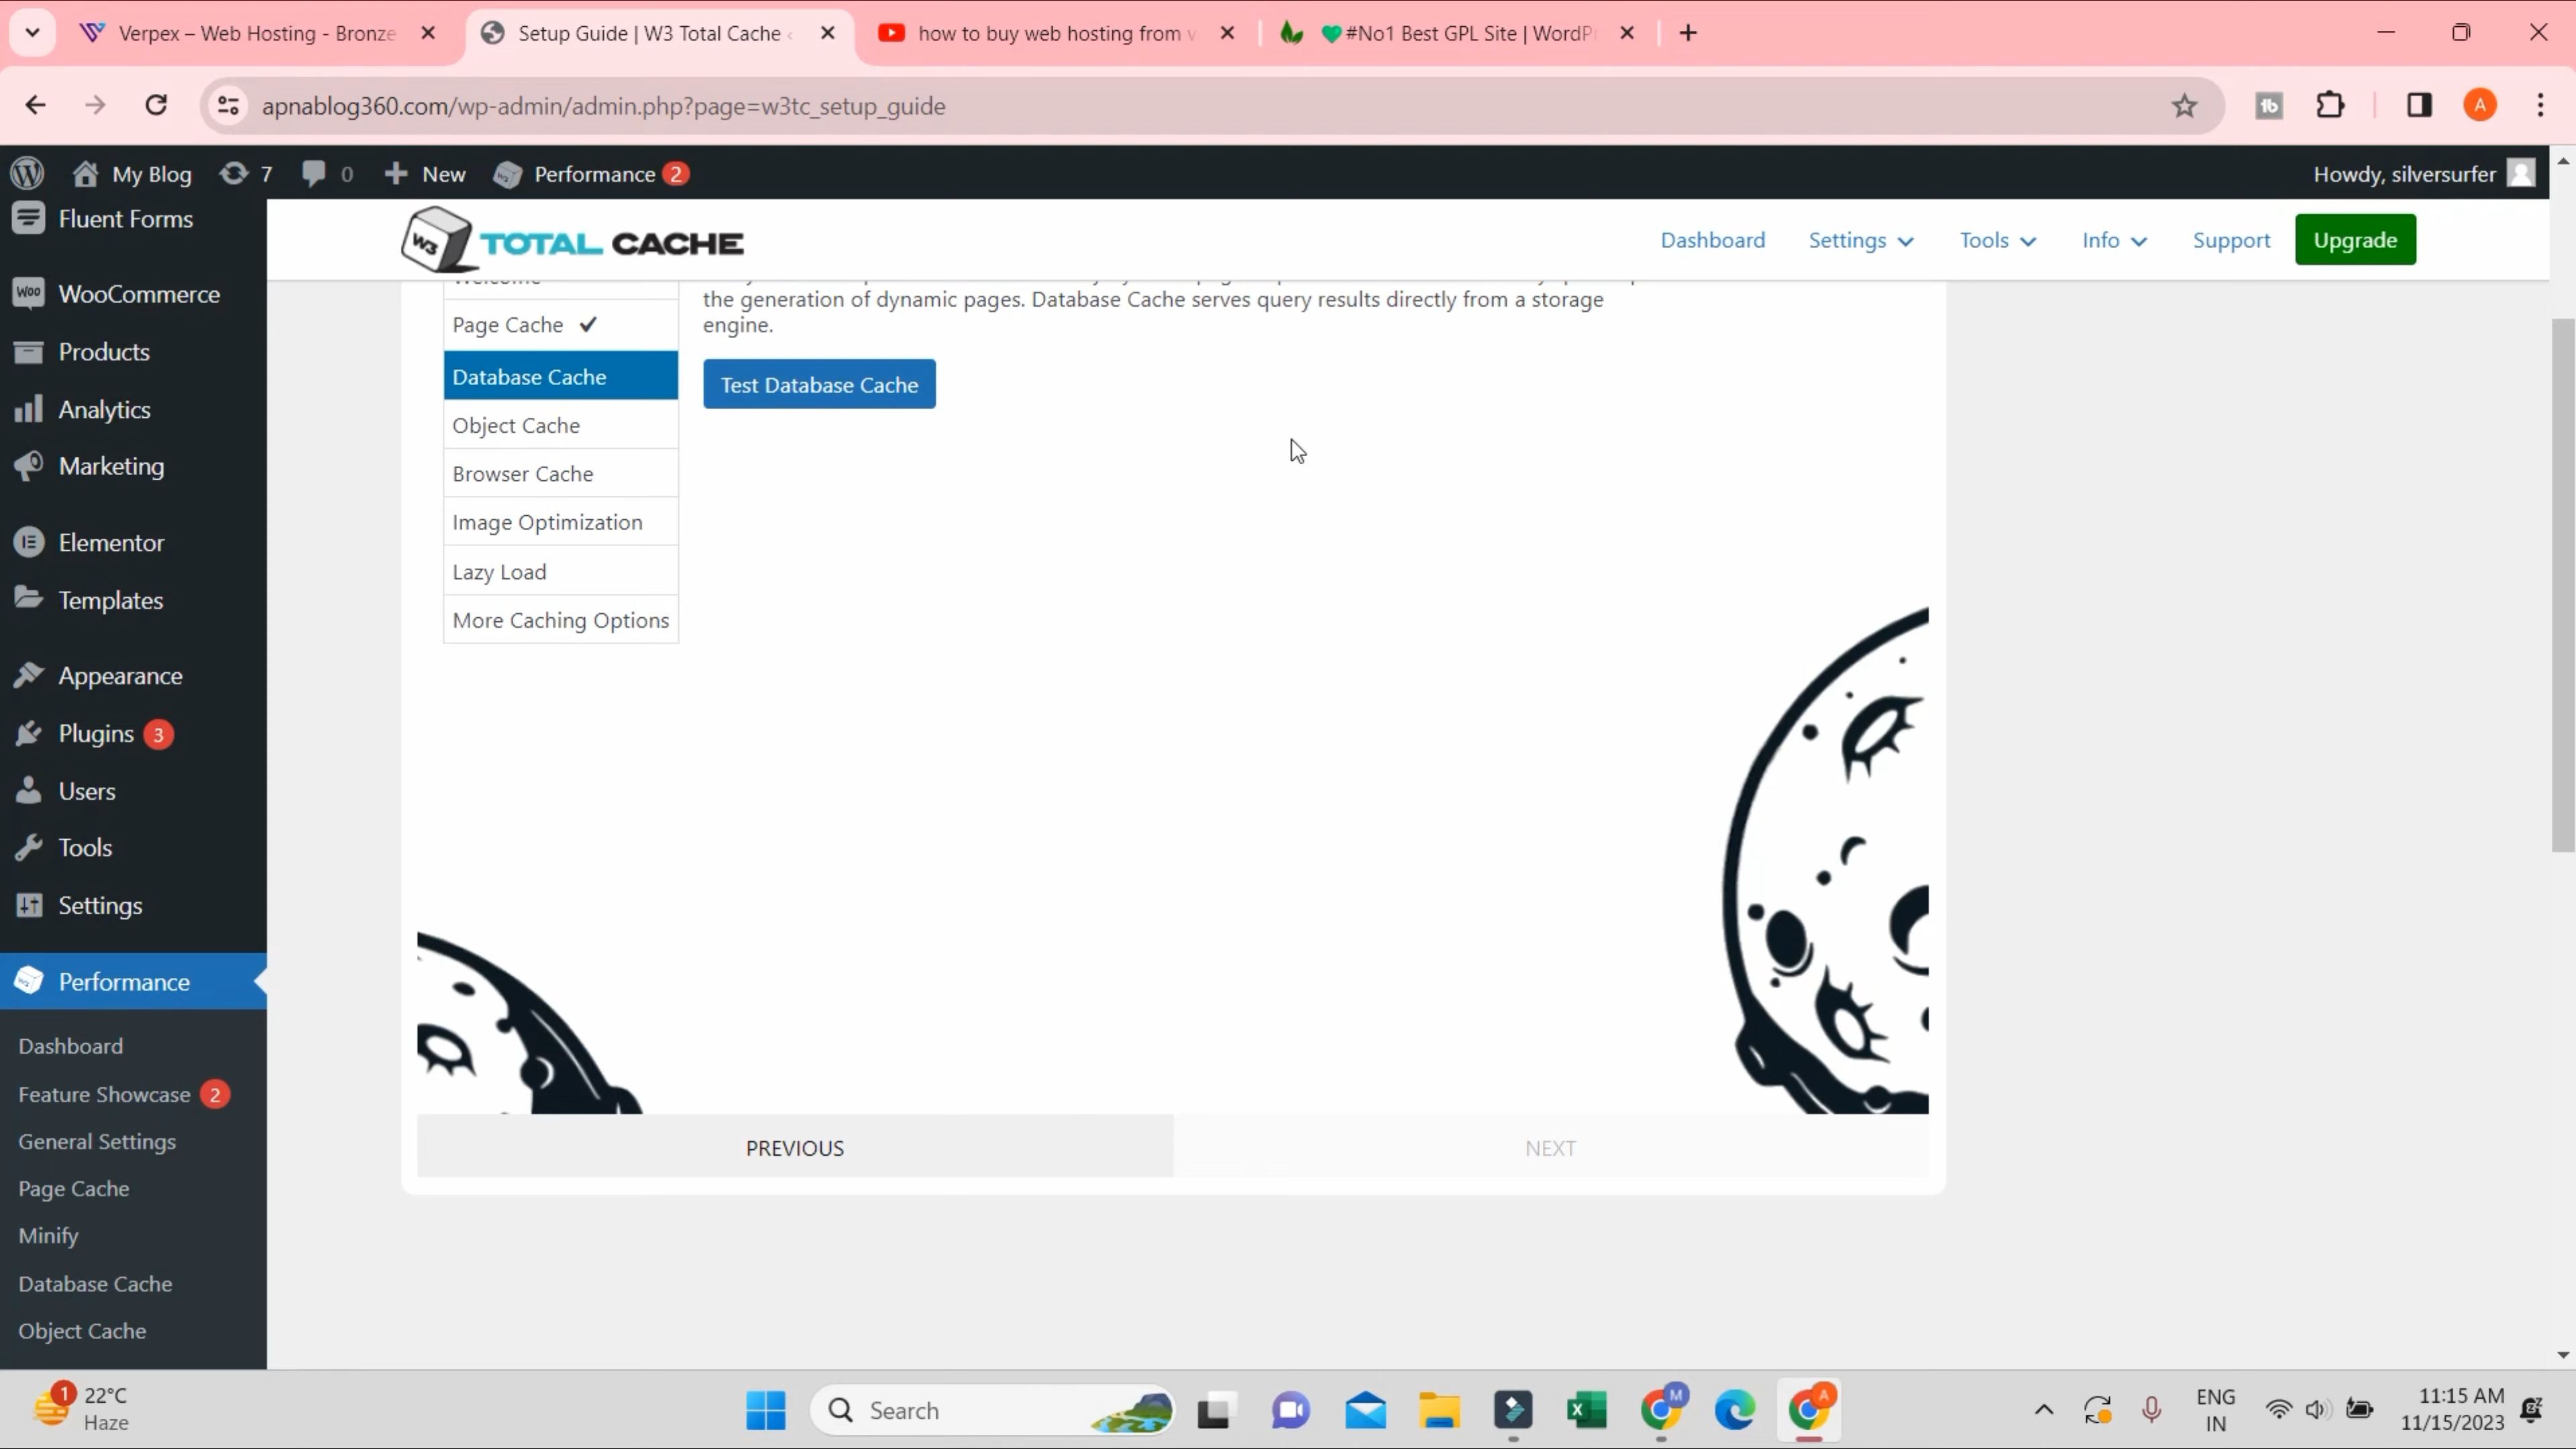 Verpex – Web Hosting - Bronze
Setup Guide | W3 Total Cache
how to buy web hosting from
#No1 Best GPL Site | WordP
apnablog360.com/wp-admin/admin.php?page=w3tc_setup_guide
A
My Blog
7
0
New
Performance 2
Howdy, silversurfer
Fluent Forms
WooCommerce
Products
Analytics
Marketing
Elementor
Templates
Appearance
Plugins 3
Users
Tools
Settings
Performance
Dashboard
Feature Showcase 2
General Settings
Page Cache
Minify
Database Cache
Object Cache
W3 TOTAL CACHE
Dashboard
Settings
Tools
Info
Support
Upgrade
Welcome
Page Cache
Database Cache
Object Cache
Browser Cache
Image Optimization
Lazy Load
More Caching Options
the generation of dynamic pages. Database Cache serves query results directly from a storage
engine.
Test Database Cache
PREVIOUS
NEXT
1
22°C
Haze
Search
M
A
ENG
IN
11:15 AM
11/15/2023